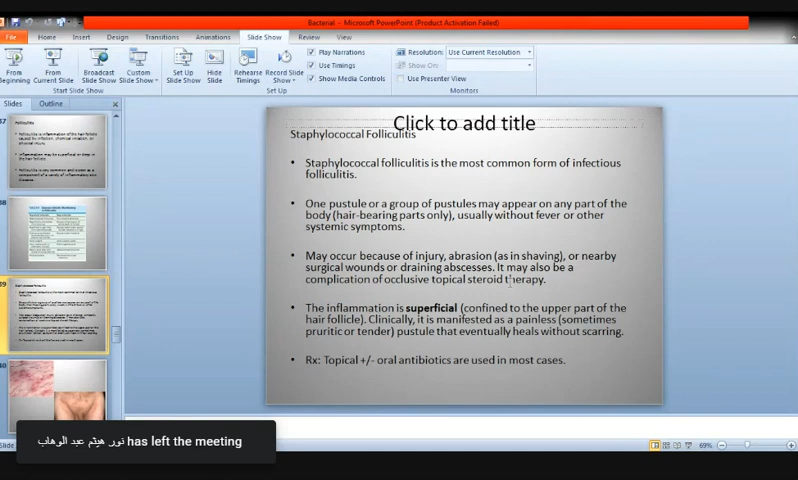 Bacterial - Microsoft PowerPoint (Product Activation Failed)
File Home Insert Design Transitions Animations Slide Show Review View
From Beginning
From Current Slide
Broadcast Slide Show
Custom Slide Show
Set Up Slide Show
Hide Slide
Rehearse Timings
Record Slide Show
Play Narrations
Use Timings
Show Media Controls
Resolution: Use Current Resolution
Show On:
Use Presenter View
Start Slide Show
Set Up
Monitors
Slides Outline
37
Folliculitis
38
39
40
Click to add title
Staphylococcal Folliculitis
• Staphylococcal folliculitis is the most common form of infectious
folliculitis.
• One pustule or a group of pustules may appear on any part of the
body (hair-bearing parts only), usually without fever or other
systemic symptoms.
• May occur because of injury, abrasion (as in shaving), or nearby
surgical wounds or draining abscesses. It may also be a
complication of occlusive topical steroid therapy.
• The inflammation is superficial (confined to the upper part of the
hair follicle). Clinically, it is manifested as a painless (sometimes
pruritic or tender) pustule that eventually heals without scarring.
• Rx: Topical +/- oral antibiotics are used in most cases.
نور هيثم عبد الوهاب has left the meeting
69%